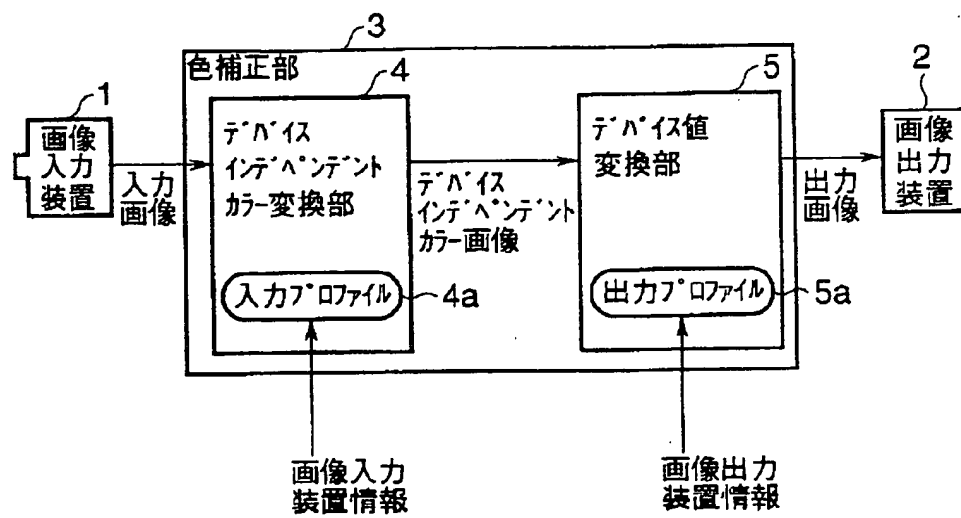 3
色補正部
1
画像
入力
装置
入力
画像
4
ﾃﾞﾊﾞｲｽ
ｲﾝﾃﾞﾍﾟﾝﾃﾞﾝﾄ
ｶﾗｰ変換部
入力ﾌﾟﾛﾌｧｲﾙ
4a
ﾃﾞﾊﾞｲｽ
ｲﾝﾃﾞﾍﾟﾝﾃﾞﾝﾄ
ｶﾗｰ画像
5
ﾃﾞﾊﾞｲｽ値
変換部
出力ﾌﾟﾛﾌｧｲﾙ
5a
出力
画像
2
画像
出力
装置
画像入力
装置情報
画像出力
装置情報